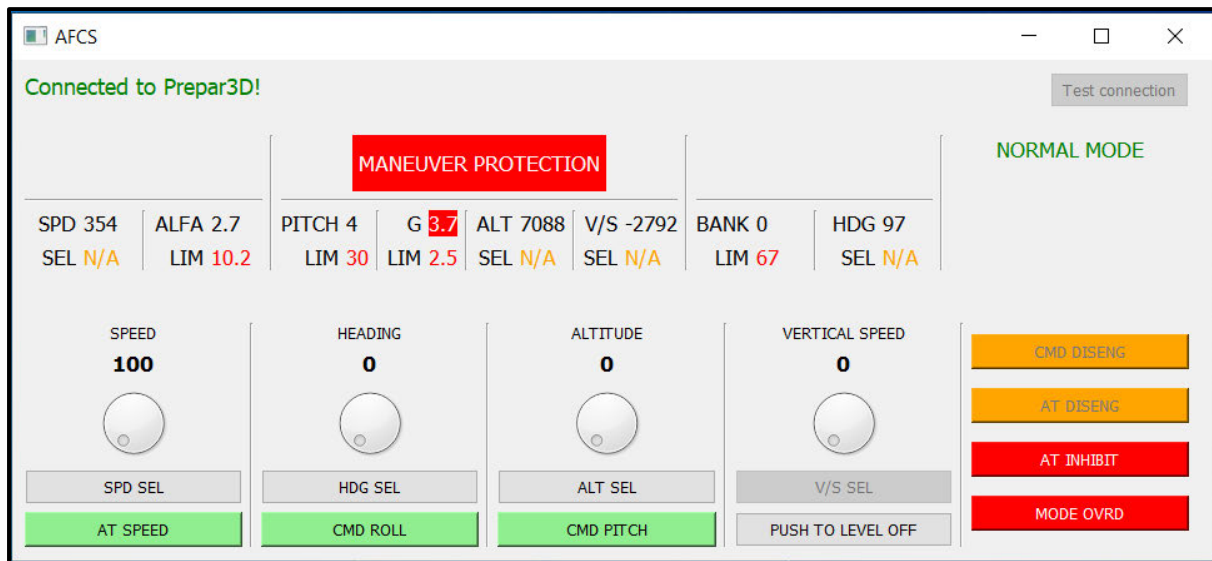 AFCS
Connected to Prepar3D!
Test connection
MANEUVER PROTECTION
NORMAL MODE
SPD 354 ALFA 2.7 PITCH 4 G 3.7 ALT 7088 V/S -2792 BANK 0 HDG 97
SEL N/A LIM 10.2 LIM 30 LIM 2.5 SEL N/A SEL N/A LIM 67 SEL N/A
SPEED HEADING ALTITUDE VERTICAL SPEED
100 0 0 0
CMD DISENG
AT DISENG
AT INHIBIT
SPD SEL HDG SEL ALT SEL V/S SEL
MODE OVRD
AT SPEED CMD ROLL CMD PITCH PUSH TO LEVEL OFF